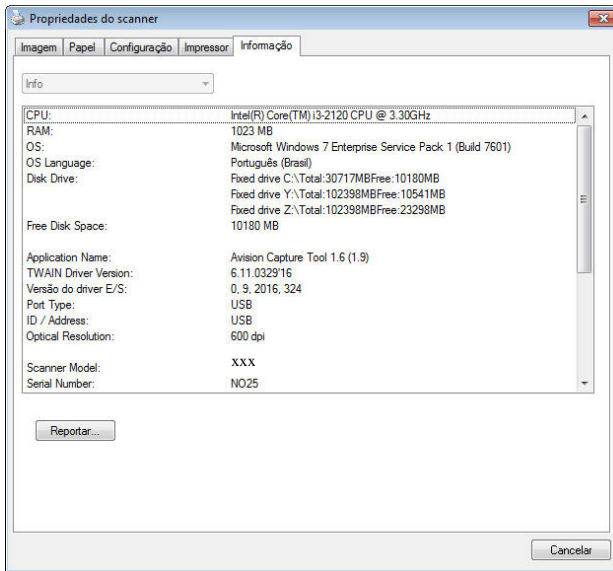 Propriedades do scanner
Imagem Papel Configuração Impressor Informação
Info
CPU: Intel(R) Core(TM) i3-2120 CPU @ 3.30GHz
RAM: 1023 MB
OS: Microsoft Windows 7 Enterprise Service Pack 1 (Build 7601)
OS Language: Português (Brasil)
Disk Drive: Fixed drive C:\Total:30717MBFree:10180MB
Fixed drive Y:\Total:102398MBFree:10541MB
Fixed drive Z:\Total:102398MBFree:23298MB
Free Disk Space: 10180 MB
Application Name: Avision Capture Tool 1.6 (1.9)
TWAIN Driver Version: 6.11.0329'16
Versão do driver E/S: 0, 9, 2016, 324
Port Type: USB
ID / Address: USB
Optical Resolution: 600 dpi
Scanner Model: xxx
Serial Number: NO25
Reportar...
Cancelar